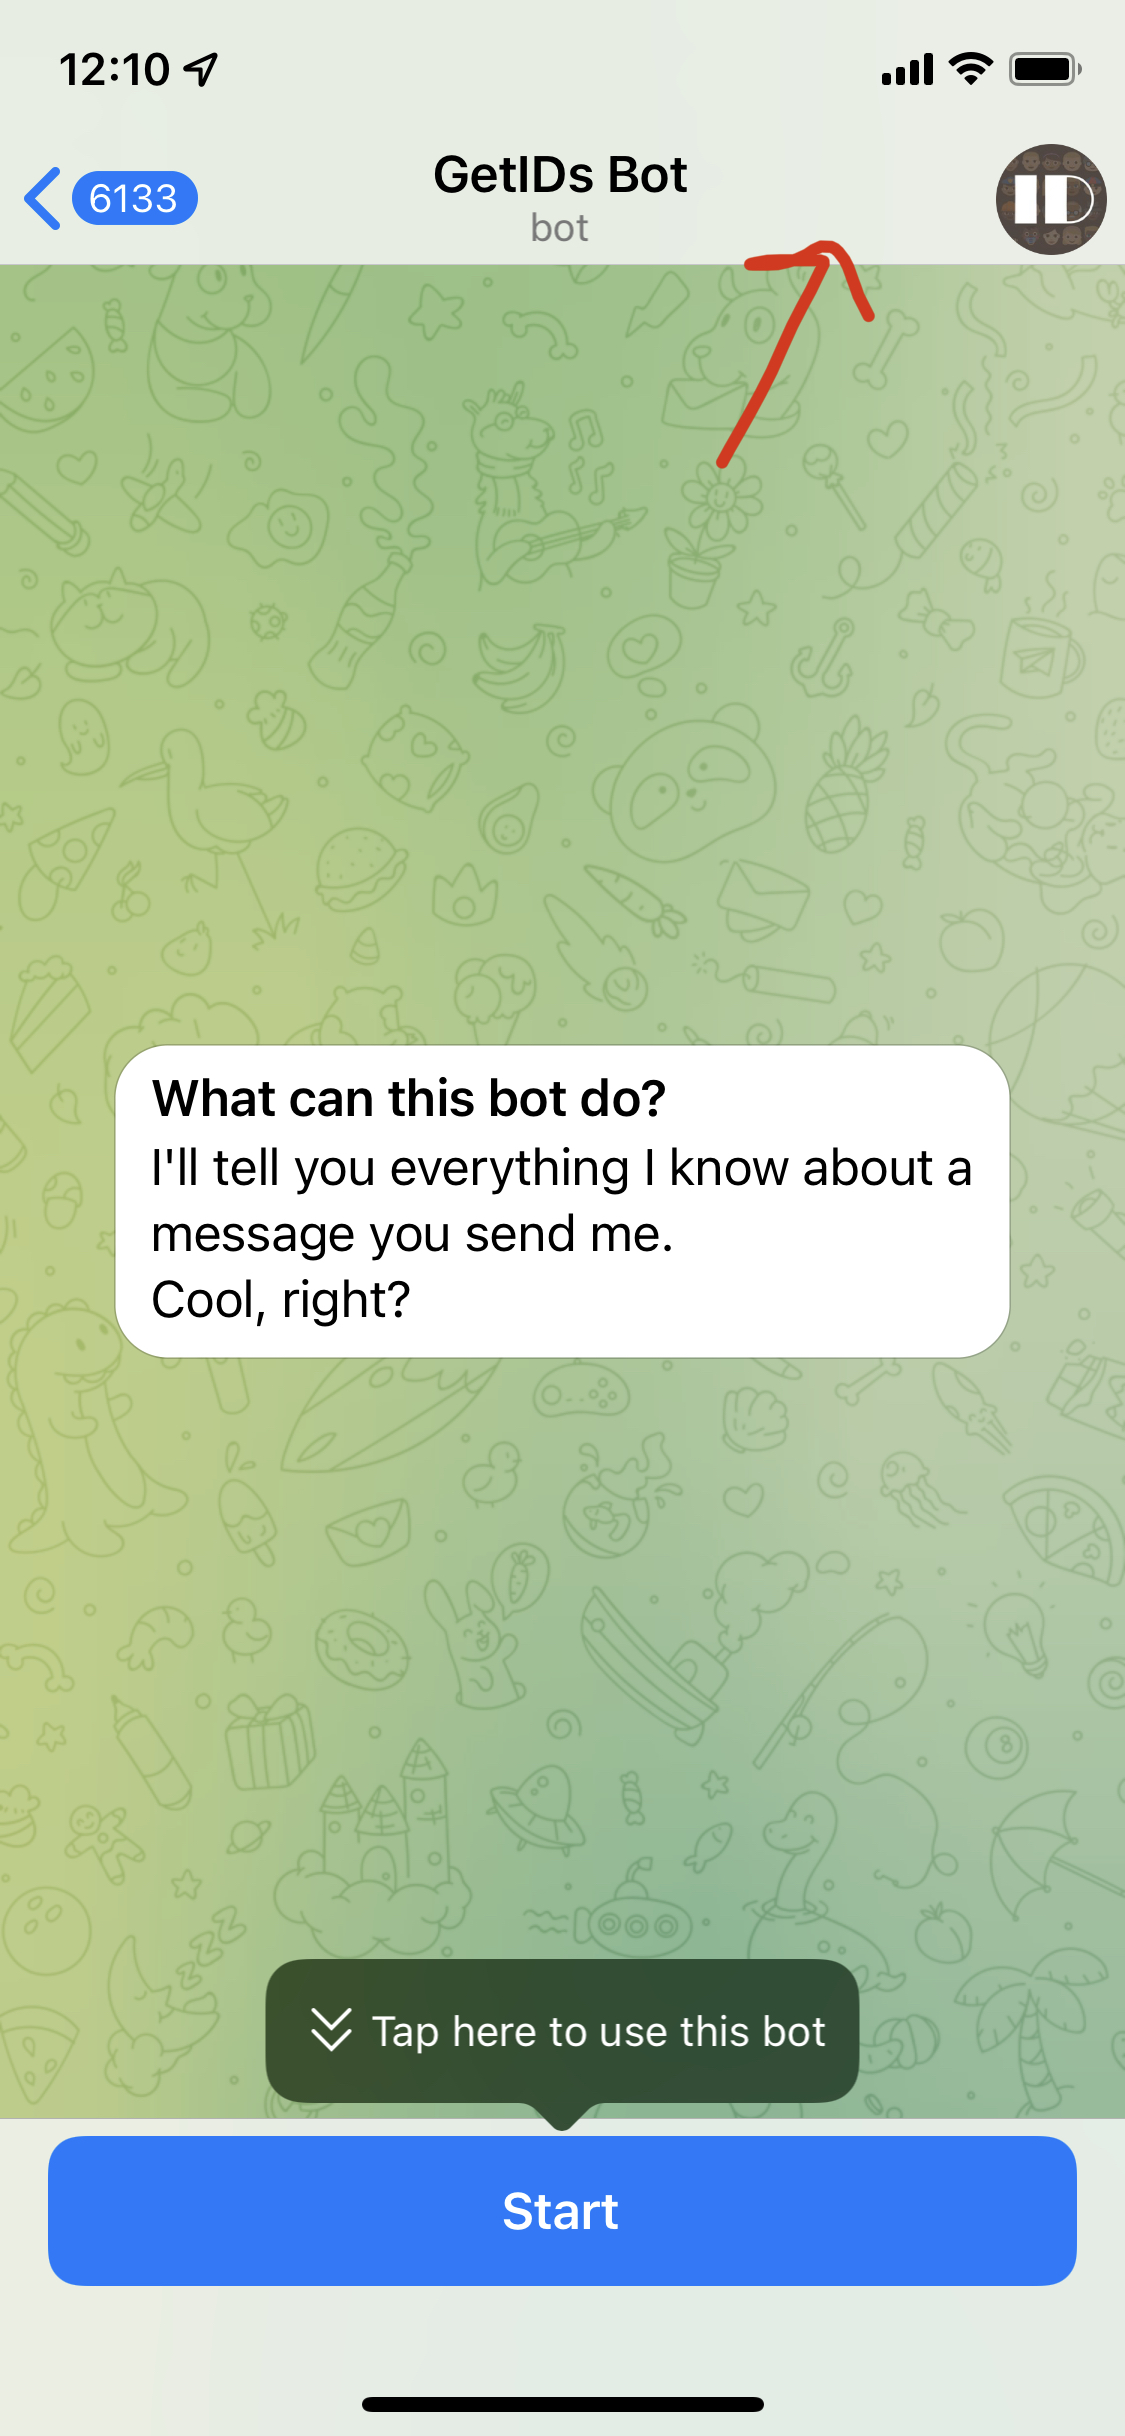 12:10
6133
GetIDs Bot
bot
ID
What can this bot do?
I'll tell you everything I know about a
message you send me.
Cool, right?
Tap here to use this bot
Start